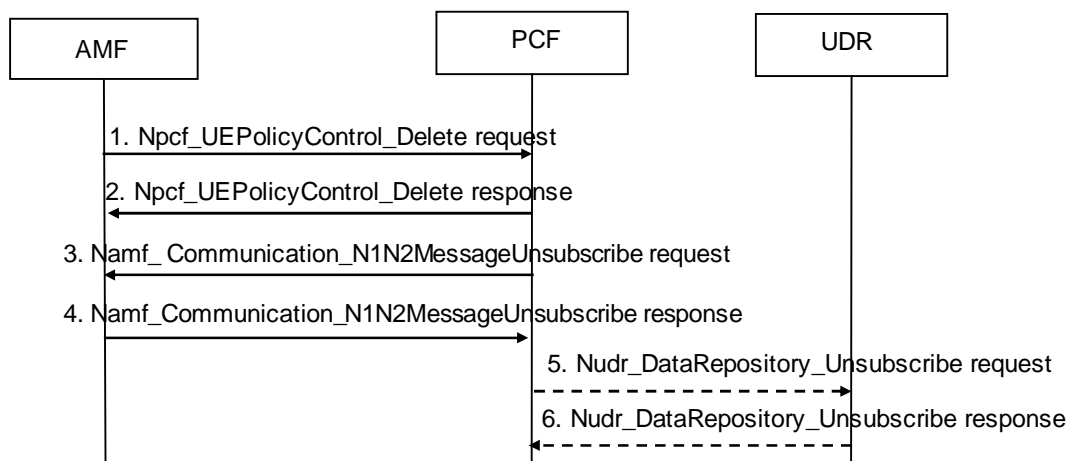 AMF
PCF
UDR
1. Npcf_UEPolicyControl_Delete request
2. Npcf_UEPolicyControl_Delete response
3. Namf_ Communication_N1N2MessageUnsubscribe request
4. Namf_Communication_N1N2MessageUnsubscribe response
5. Nudr_DataRepository_Unsubscribe request
6. Nudr_DataRepository_Unsubscribe response